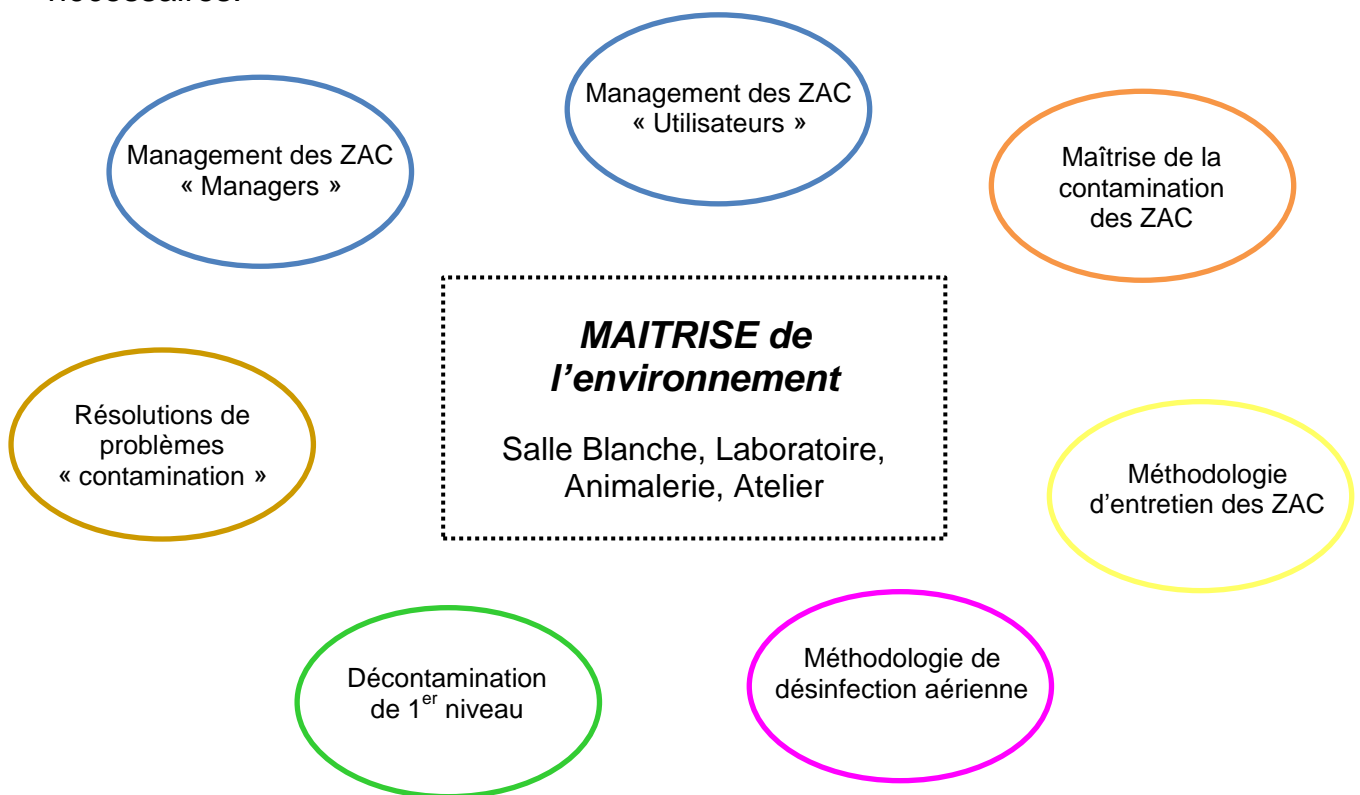 nécessaires.
Management des ZAC
« Utilisateurs »
Management des ZAC
« Managers »
Maîtrise de la
contamination
des ZAC
MAITRISE de
l’environnement
Salle Blanche, Laboratoire,
Animalerie, Atelier
Résolutions de
problèmes
« contamination »
Méthodologie
d’entretien des ZAC
Méthodologie de
désinfection aérienne
Décontamination
de 1er niveau